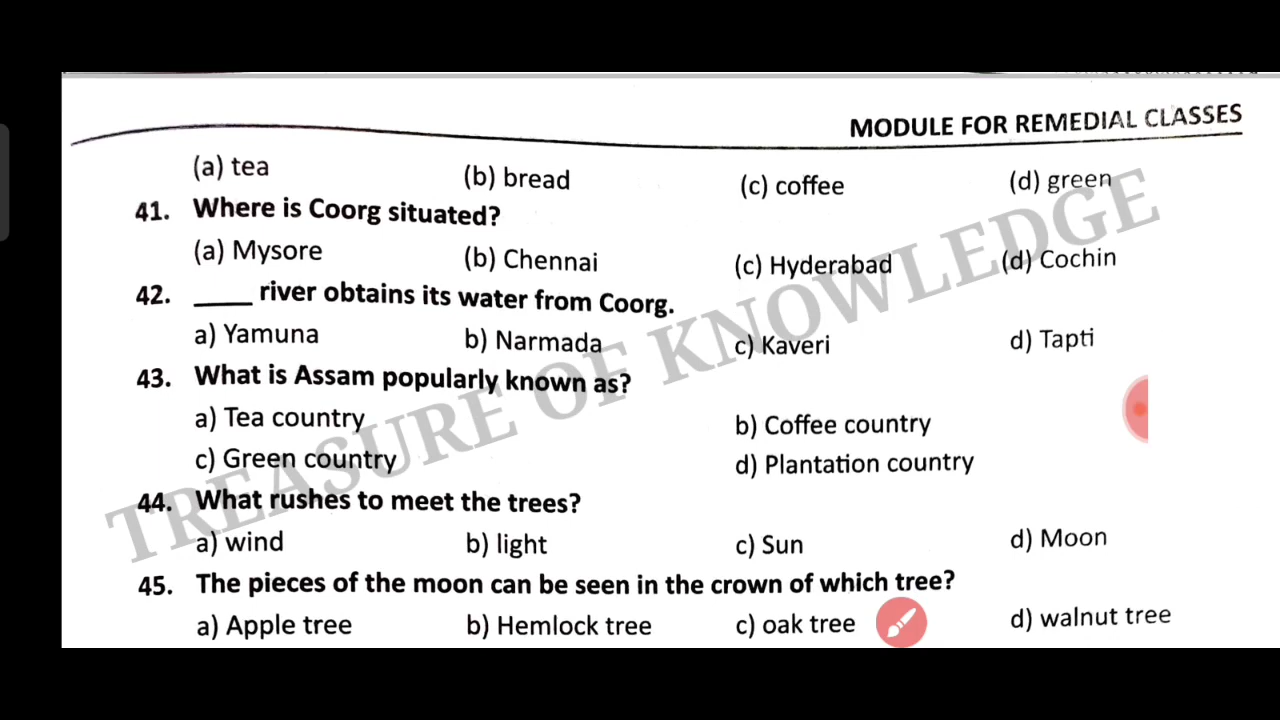 MODULE FOR REMEDIAL CLASSES
(a) tea (b) bread (c) coffee (d) green
41. Where is Coorg situated?
(a) Mysore (b) Chennai (c) Hyderabad (d) Cochin
42. ____ river obtains its water from Coorg.
a) Yamuna b) Narmada c) Kaveri d) Tapti
43. What is Assam popularly known as?
a) Tea country b) Coffee country
c) Green country d) Plantation country
44. What rushes to meet the trees?
a) wind b) light c) Sun d) Moon
45. The pieces of the moon can be seen in the crown of which tree?
a) Apple tree b) Hemlock tree c) oak tree d) walnut tree
TREASURE OF KNOWLEDGE